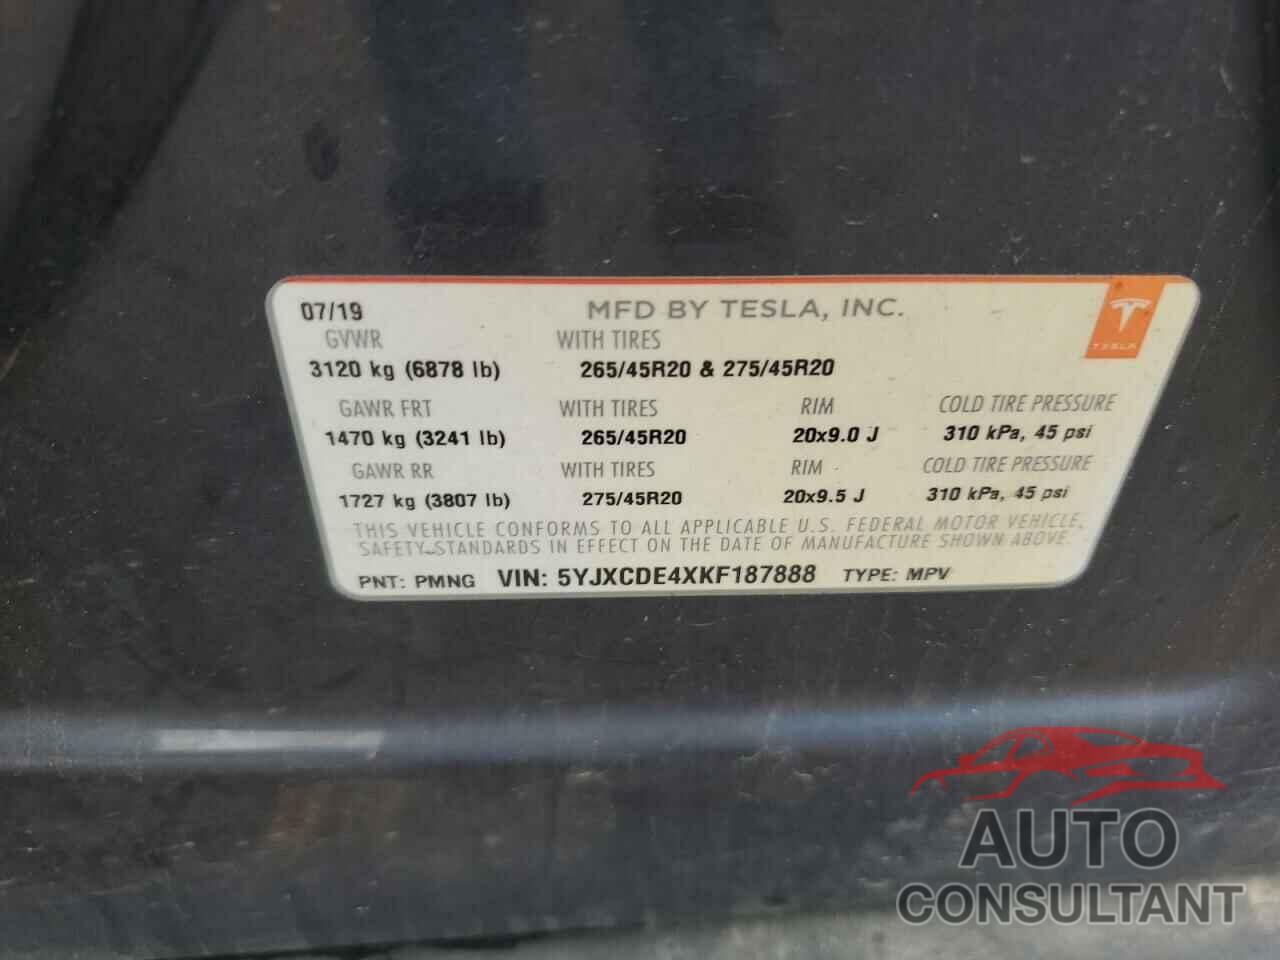 07/19 MFD BY TESLA, INC.
GVWR WITH TIRES
TESLA
3120 kg (6878 lb) 265/45R20 & 275/45R20
GAWR FRT WITH TIRES RIM COLD TIRE PRESSURE
1470 kg (3241 lb) 265/45R20 20x9.0 J 310 kPa, 45 psi
GAWR RR WITH TIRES RIM COLD TIRE PRESSURE
1727 kg (3807 lb) 275/45R20 20x9.5 J 310 kPa, 45 psi
THIS VEHICLE CONFORMS TO ALL APPLICABLE U.S. FEDERAL MOTOR VEHICLE
SAFETY STANDARDS IN EFFECT ON THE DATE OF MANUFACTURE SHOWN ABOVE.
PNT: PMNG VIN: 5YJXCDE4XKF187888 TYPE: MPV
AUTO
CONSULTANT